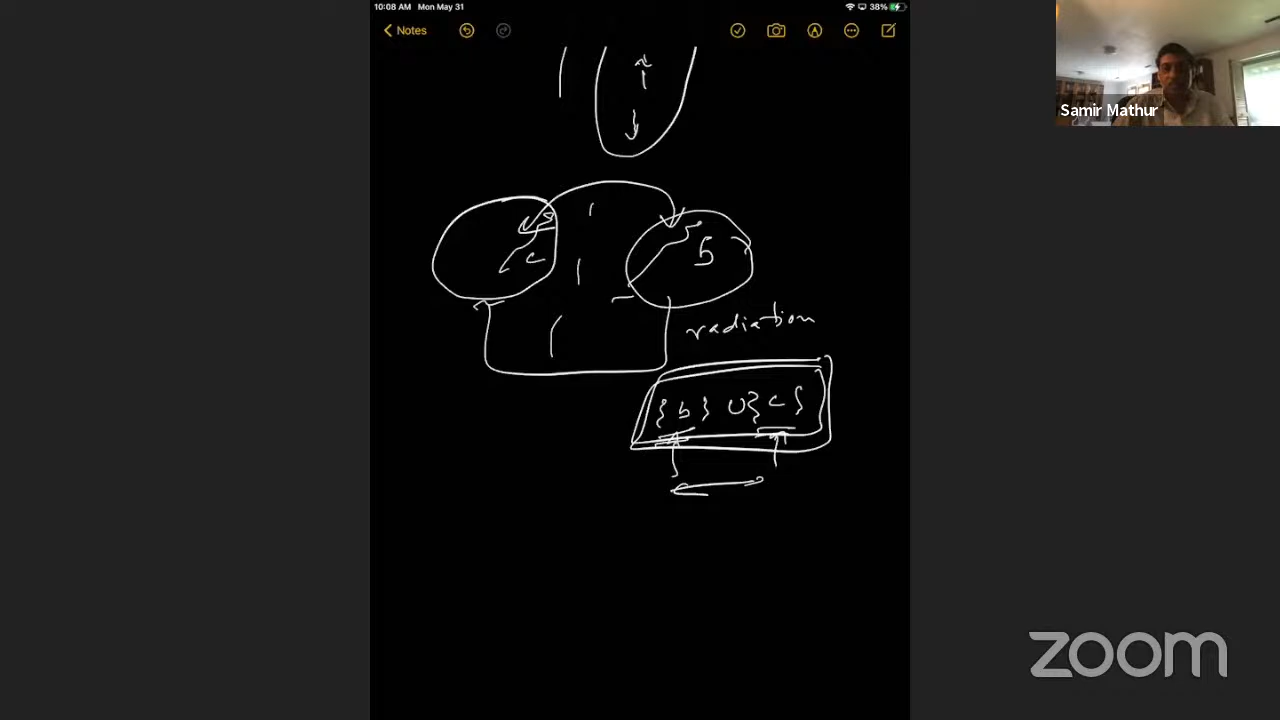 10:08 AM Mon May 31
38%
Notes
Samir Mathur
c
b
radiation
{b} ∪ {c}
zoom